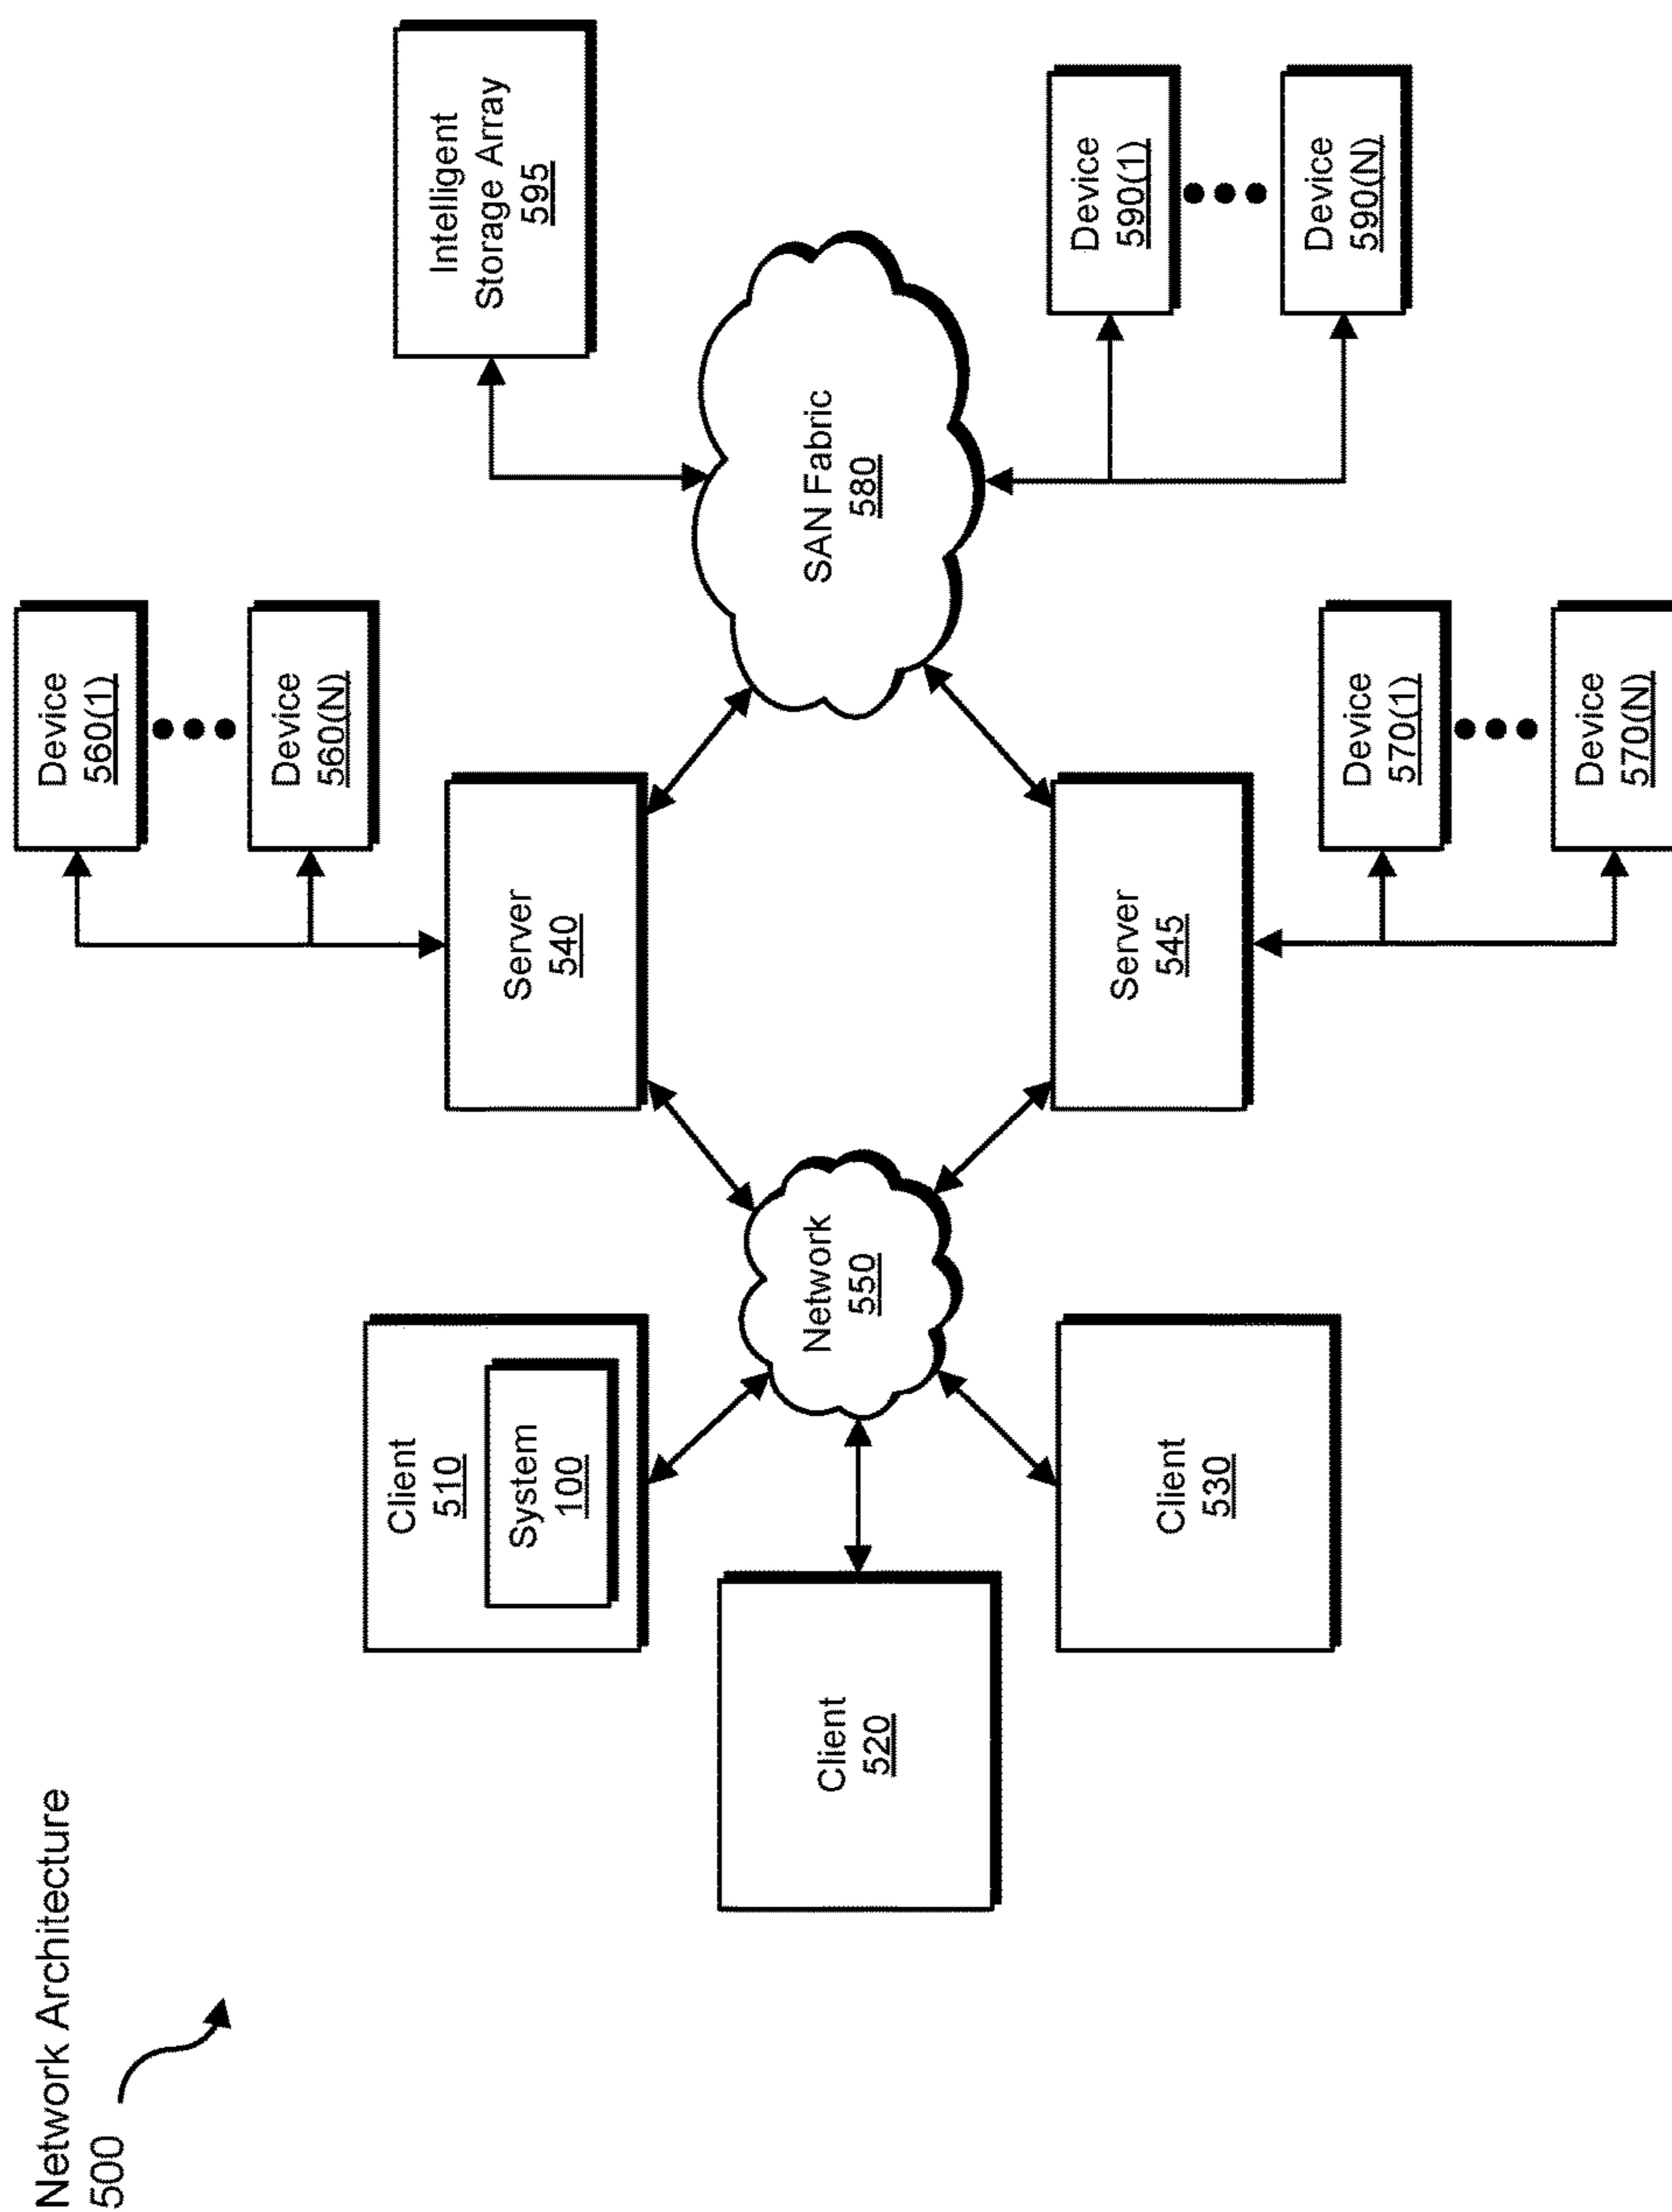 Network Architecture
500
Client
510
System
100
Client
520
Client
530
Network
550
Server
540
Server
545
Device
560(1)
Device
560(N)
Device
570(1)
Device
570(N)
SAN Fabric
580
Intelligent
Storage Array
595
Device
590(1)
Device
590(N)